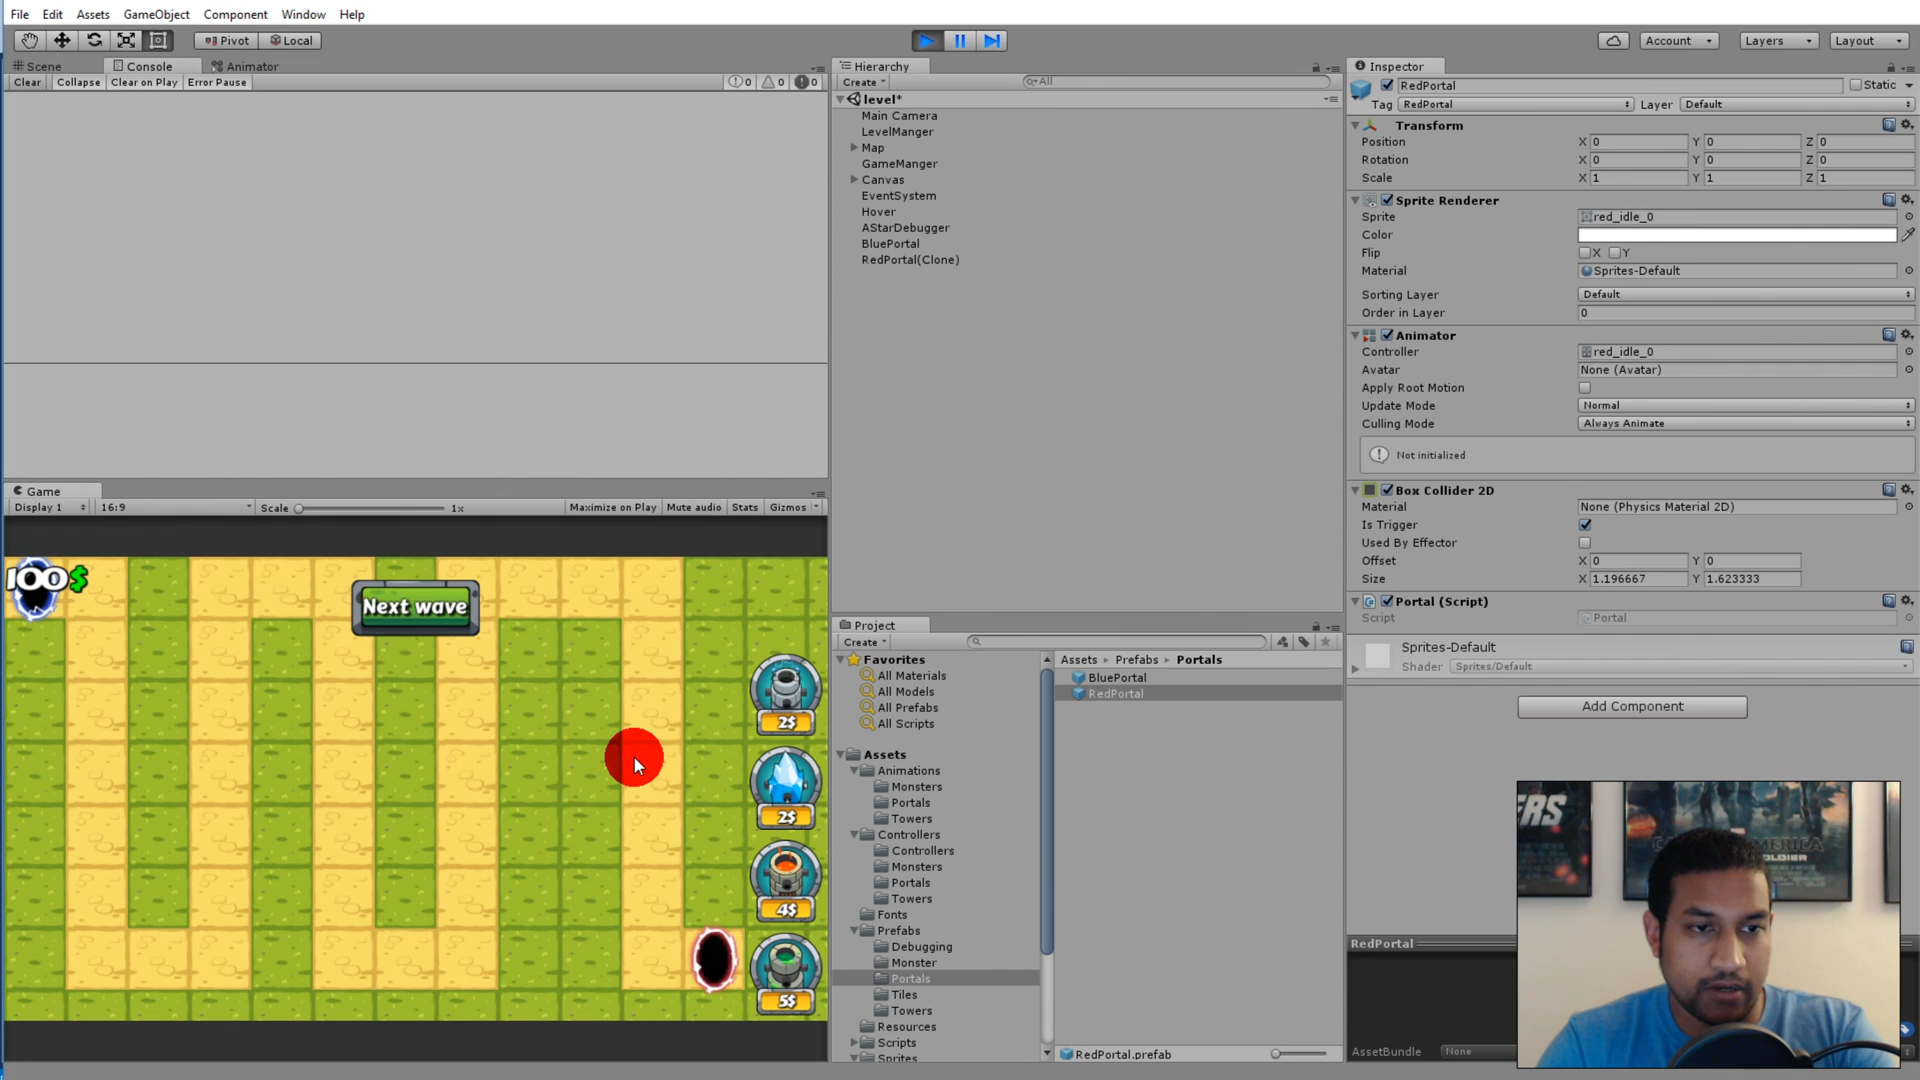 File Edit Assets GameObject Component Window Help
Pivot Local Account Layers Layout
Scene Console Animator
Clear Collapse Clear on Play Error Pause 0 0 0
Game
Display 1 16:9 Scale 1x Maximize on Play Mute audio Stats Gizmos
100$
Next wave
2$
2$
4$
5$
Hierarchy
Create All
level*
Main Camera
LevelManger
Map
GameManger
Canvas
EventSystem
Hover
AStarDebugger
BluePortal
RedPortal(Clone)
Project
Create
Favorites
All Materials
All Models
All Prefabs
All Scripts
Assets
Animations
Monsters
Portals
Towers
Controllers
Controllers
Monsters
Portals
Towers
Fonts
Prefabs
Debugging
Monster
Portals
Tiles
Towers
Resources
Scripts
Sprites
Assets Prefabs Portals
BluePortal
RedPortal
RedPortal.prefab
Inspector
RedPortal Static
Tag RedPortal Layer Default
Transform
Position X 0 Y 0 Z 0
Rotation X 0 Y 0 Z 0
Scale X 1 Y 1 Z 1
Sprite Renderer
Sprite red_idle_0
Color
Flip X Y
Material Sprites-Default
Sorting Layer Default
Order in Layer 0
Animator
Controller red_idle_0
Avatar None (Avatar)
Apply Root Motion
Update Mode Normal
Culling Mode Always Animate
Not initialized
Box Collider 2D
Material None (Physics Material 2D)
Is Trigger
Used By Effector
Offset X 0 Y 0
Size X 1.196667 Y 1.623333
Portal (Script)
Script Portal
Sprites-Default
Shader Sprites/Default
Add Component
RedPortal
AssetBundle None
ERS